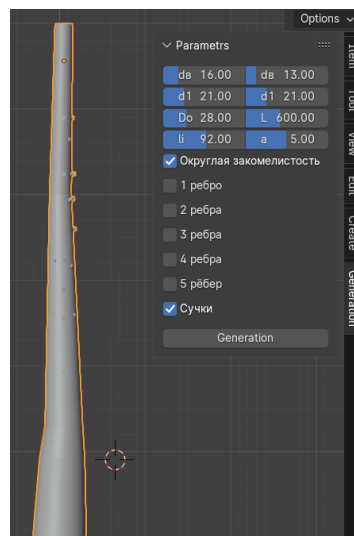 Options
Parametrs
dв 16.00 dв 13.00
d1 21.00 d1 21.00
Do 28.00 L 600.00
li 92.00 a 5.00
Округлая закомелистость
1 ребро
2 ребра
3 ребра
4 ребра
5 рёбер
Сучки
Generation
Item
Tool
View
Edit
Create
Generation